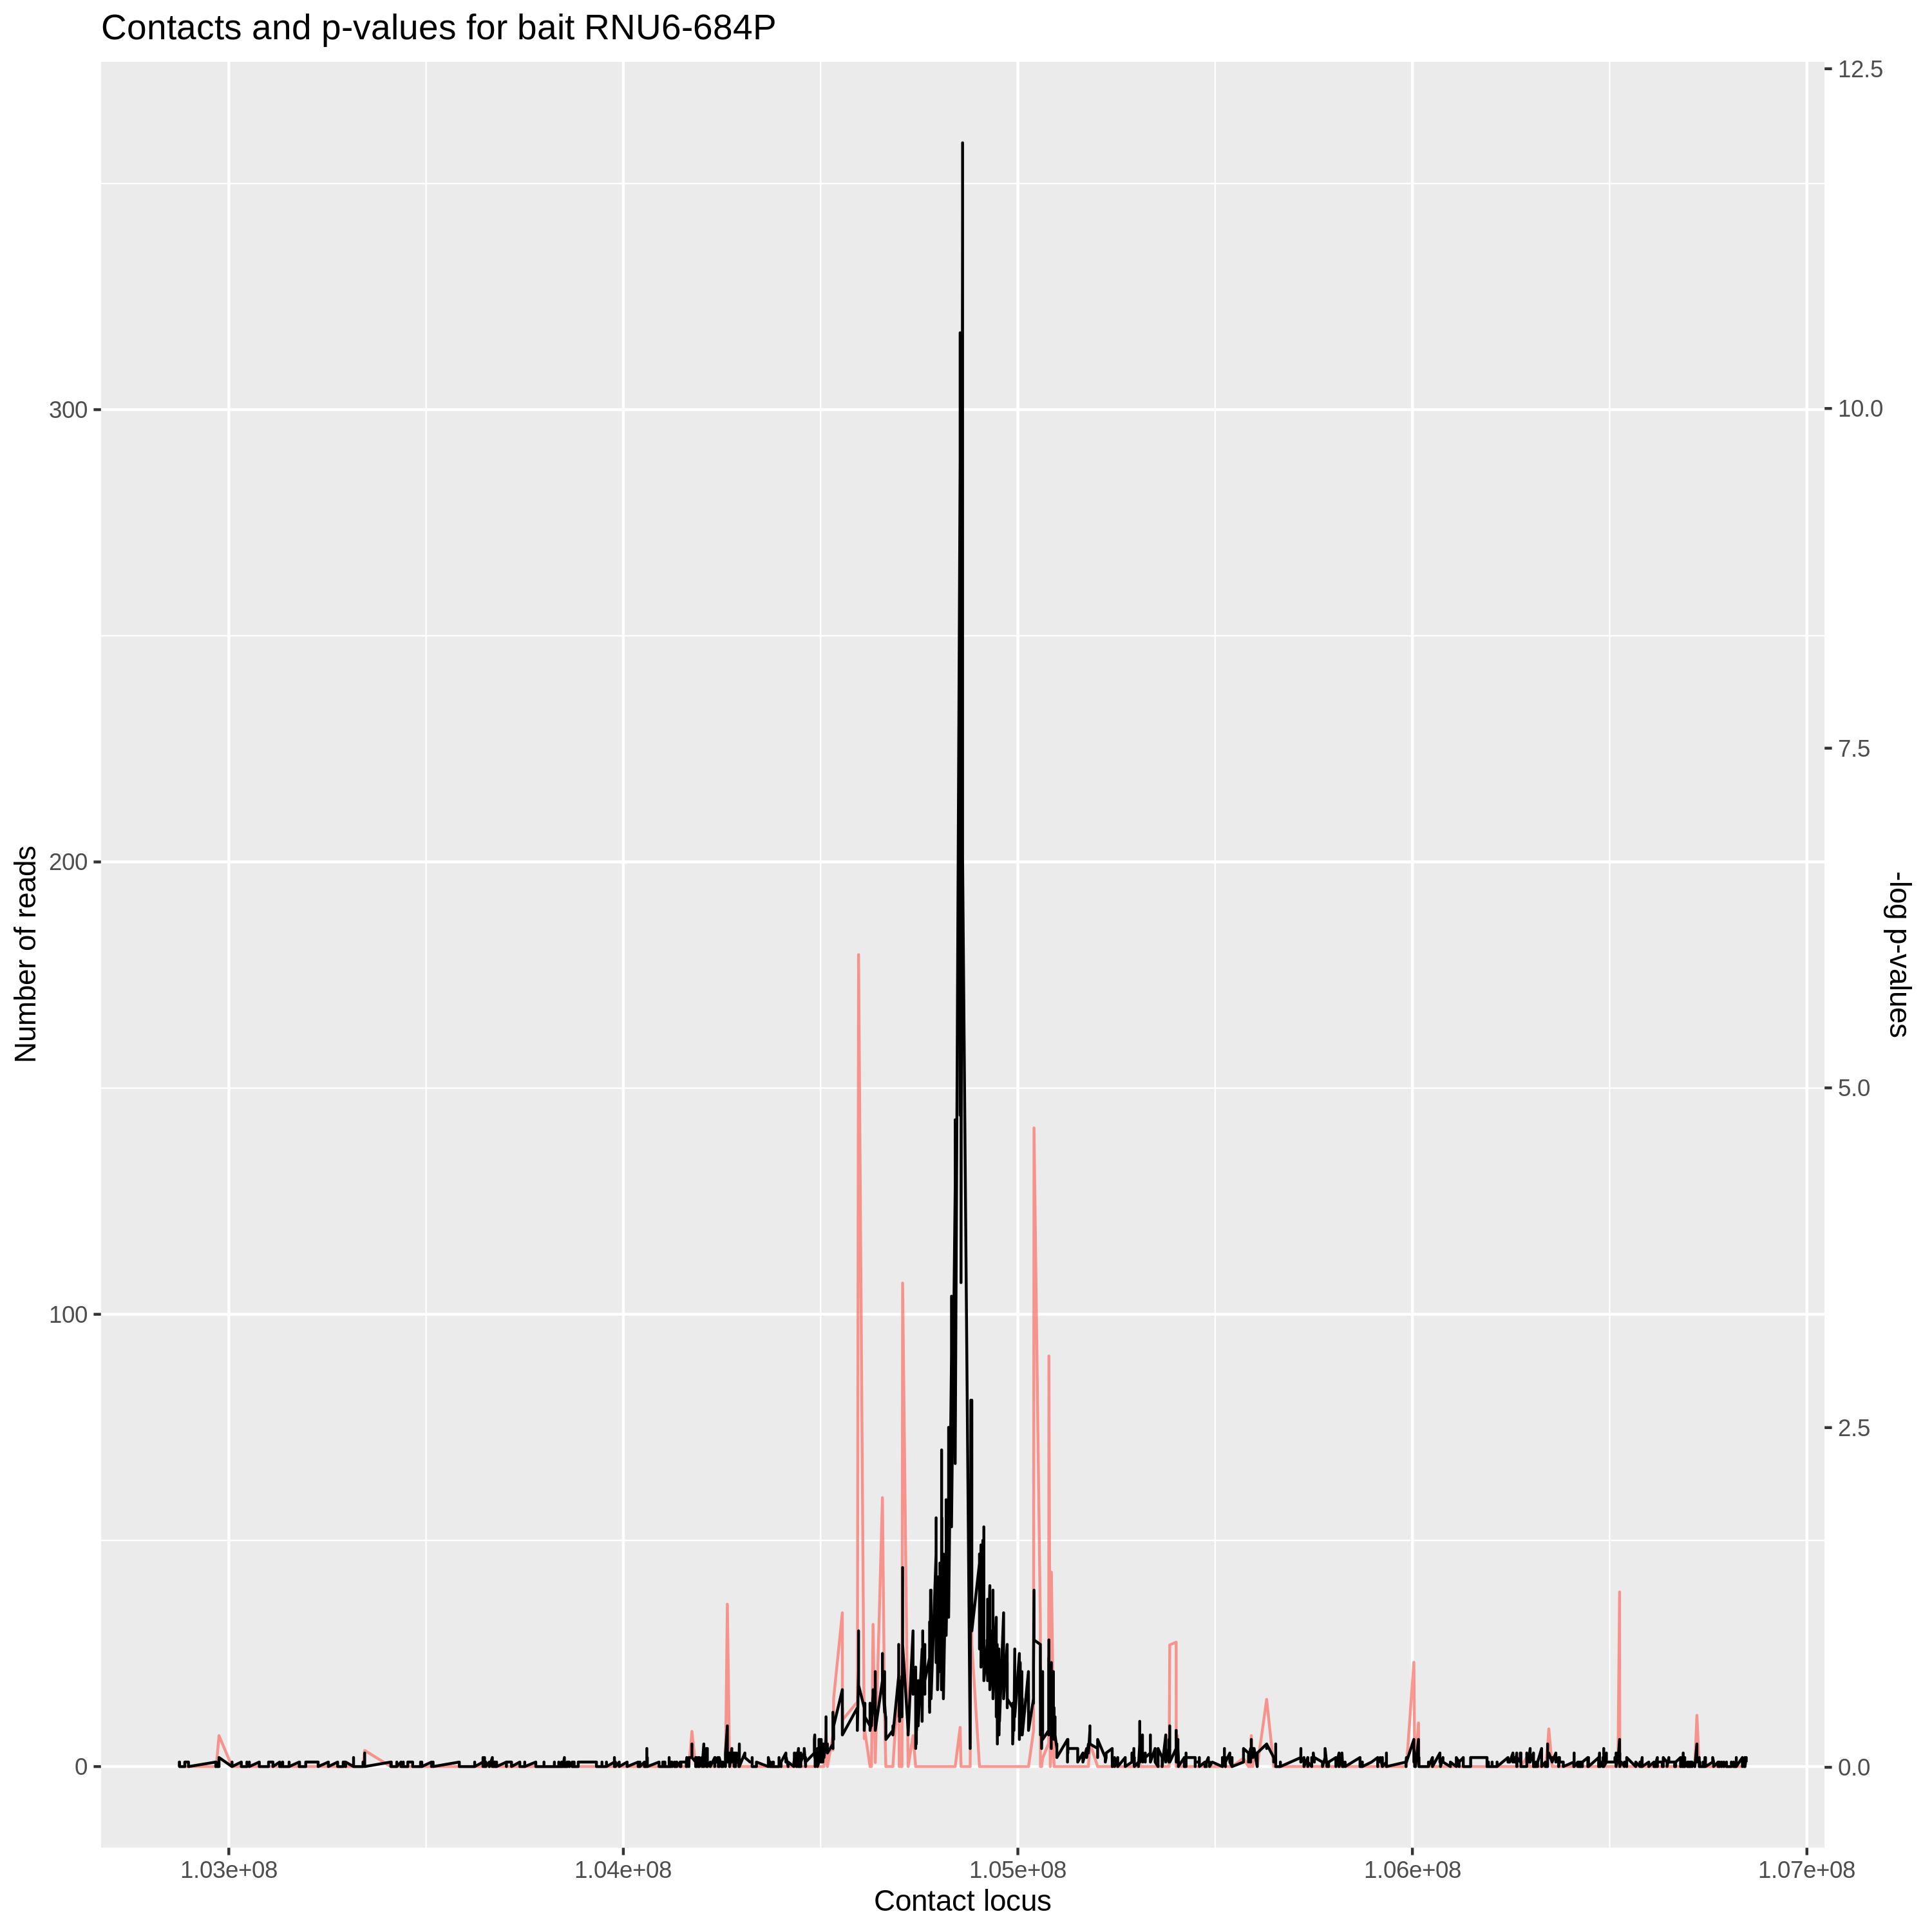 Contacts and p-values for bait RNU6-684P
12.5
10.0
7.5
5.0
2.5
0.0
300
200
100
0
Number of reads
-log p-values
1.03e+08
1.04e+08
1.05e+08
1.06e+08
1.07e+08
Contact locus